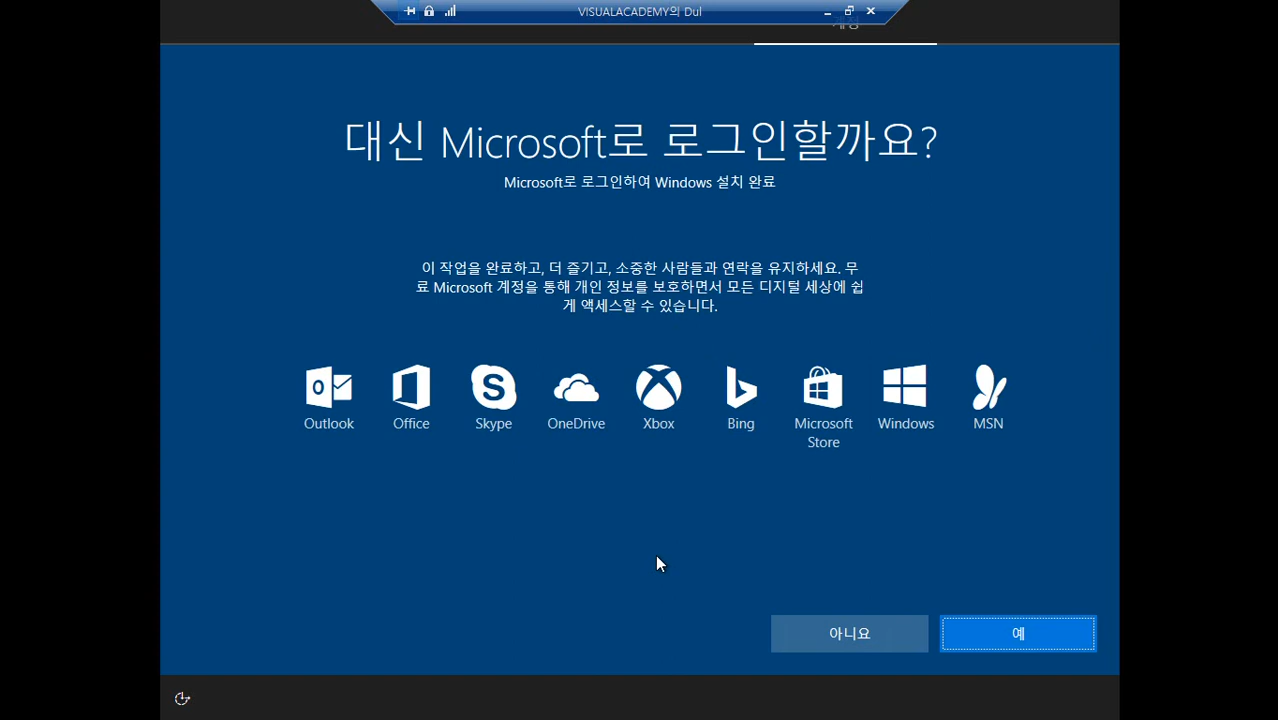 VISUALACADEMY의 Dul
계정
대신 Microsoft로 로그인할까요?
Microsoft로 로그인하여 Windows 설치 완료
이 작업을 완료하고, 더 즐기고, 소중한 사람들과 연락을 유지하세요. 무
료 Microsoft 계정을 통해 개인 정보를 보호하면서 모든 디지털 세상에 쉽
게 액세스할 수 있습니다.
Outlook
Office
Skype
OneDrive
Xbox
Bing
Microsoft
Store
Windows
MSN
아니요
예